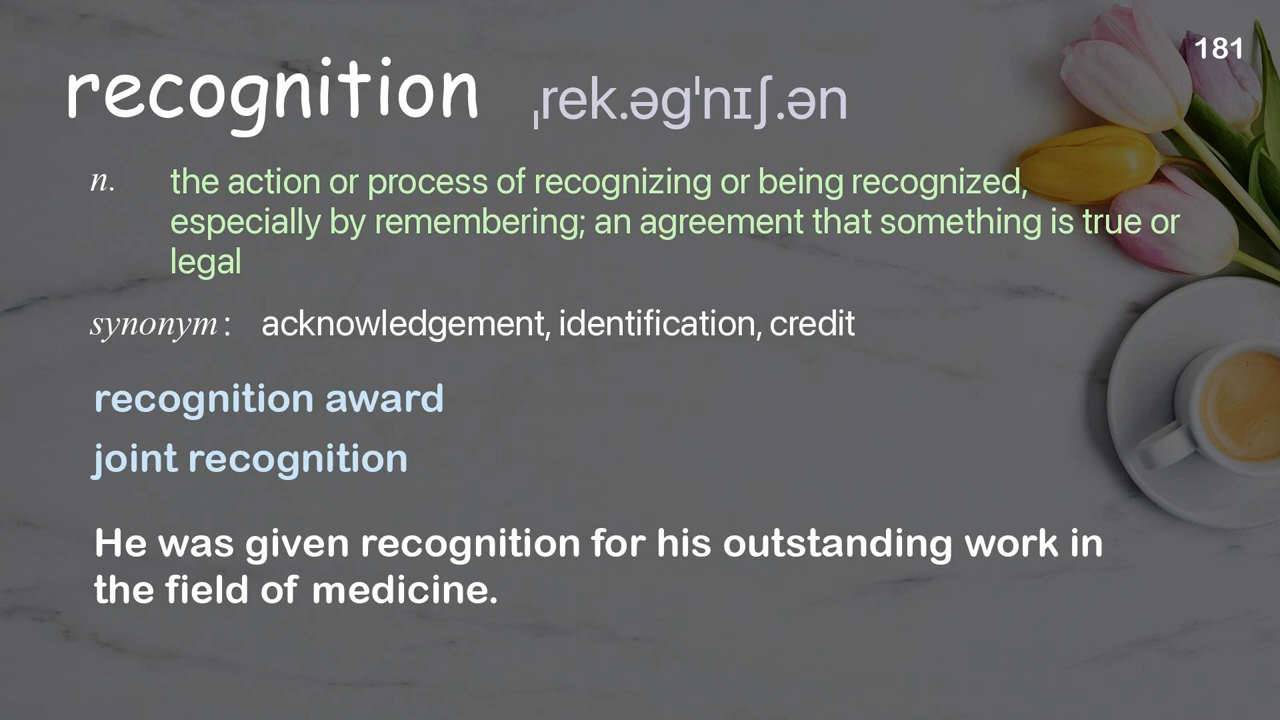 181
recognition ˌrek.əgˈnɪʃ.ən
n. the action or process of recognizing or being recognized,
especially by remembering; an agreement that something is true or
legal
synonym: acknowledgement, identification, credit
recognition award
joint recognition
He was given recognition for his outstanding work in
the field of medicine.